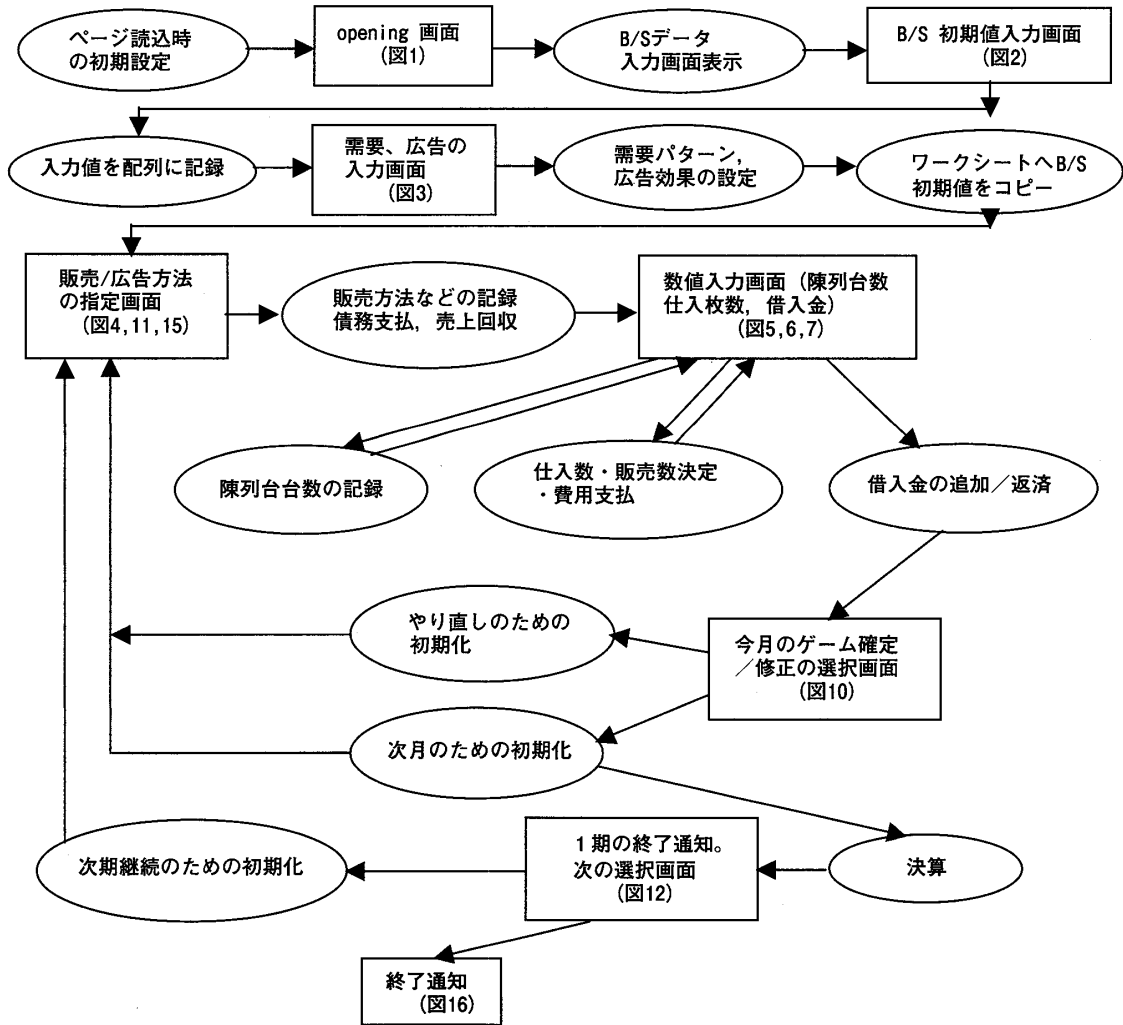 ページ読込時
の初期設定
opening 画面
(図1)
B/Sデータ
入力画面表示
B/S 初期値入力画面
(図2)
入力値を配列に記録
需要、広告の
入力画面
(図3)
需要パターン,
広告効果の設定
ワークシートへB/S
初期値をコピー
販売/広告方法
の指定画面
(図4,11,15)
販売方法などの記録
債務支払, 売上回収
数値入力画面 (陳列台数
仕入枚数, 借入金)
(図5,6,7)
陳列台台数の記録
仕入数・販売数決定
・費用支払
借入金の追加/返済
やり直しのための
初期化
今月のゲーム確定
/修正の選択画面
(図10)
次月のための初期化
次期継続のための初期化
1期の終了通知。
次の選択画面
(図12)
決算
終了通知
(図16)